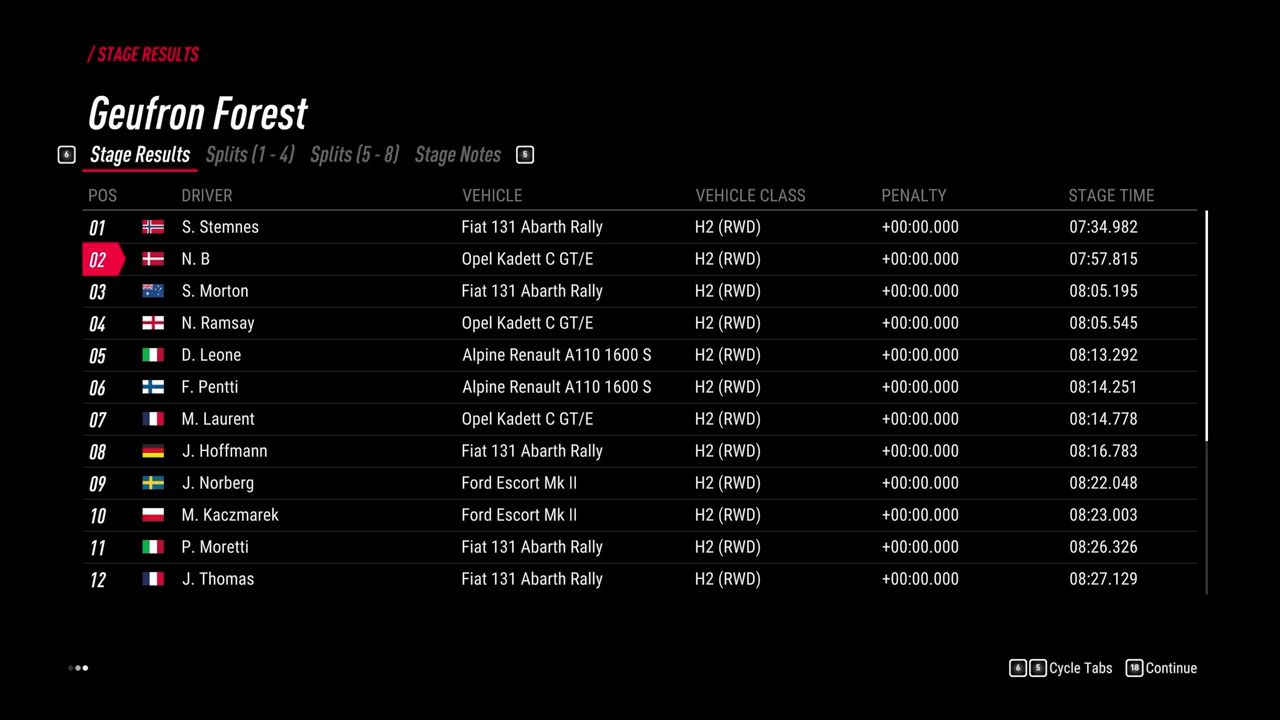 / STAGE RESULTS
Geufron Forest
6 Stage Results Splits (1 - 4) Splits (5 - 8) Stage Notes 5
POS DRIVER VEHICLE VEHICLE CLASS PENALTY STAGE TIME
01 S. Stemnes Fiat 131 Abarth Rally H2 (RWD) +00:00.000 07:34.982
02 N. B Opel Kadett C GT/E H2 (RWD) +00:00.000 07:57.815
03 S. Morton Fiat 131 Abarth Rally H2 (RWD) +00:00.000 08:05.195
04 N. Ramsay Opel Kadett C GT/E H2 (RWD) +00:00.000 08:05.545
05 D. Leone Alpine Renault A110 1600 S H2 (RWD) +00:00.000 08:13.292
06 F. Pentti Alpine Renault A110 1600 S H2 (RWD) +00:00.000 08:14.251
07 M. Laurent Opel Kadett C GT/E H2 (RWD) +00:00.000 08:14.778
08 J. Hoffmann Fiat 131 Abarth Rally H2 (RWD) +00:00.000 08:16.783
09 J. Norberg Ford Escort Mk II H2 (RWD) +00:00.000 08:22.048
10 M. Kaczmarek Ford Escort Mk II H2 (RWD) +00:00.000 08:23.003
11 P. Moretti Fiat 131 Abarth Rally H2 (RWD) +00:00.000 08:26.326
12 J. Thomas Fiat 131 Abarth Rally H2 (RWD) +00:00.000 08:27.129
6 5 Cycle Tabs 18 Continue